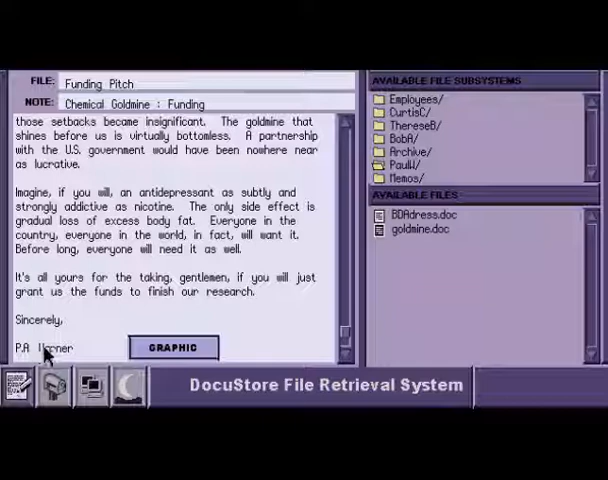 FILE: Funding Pitch
NOTE: Chemical Goldmine : Funding
those setbacks became insignificant. The goldmine that
shines before us is virtually bottomless. A partnership
with the U.S. government would have been nowhere near
as lucrative.
Imagine, if you will, an antidepressant as subtly and
strongly addictive as nicotine. The only side effect is
gradual loss of excess body fat. Everyone in the
country, everyone in the world, in fact, will want it.
Before long, everyone will need it as well.
It's all yours for the taking, gentlemen, if you will just
grant us the funds to finish our research.
Sincerely,
P.A
GRAPHIC
AVAILABLE FILE SUBSYSTEMS
Employees/
CurtisC/
ThereseB/
BobA/
Archive/
PaulW/
Memos/
AVAILABLE FILES
BDAdress.doc
goldmine.doc
DocuStore File Retrieval System